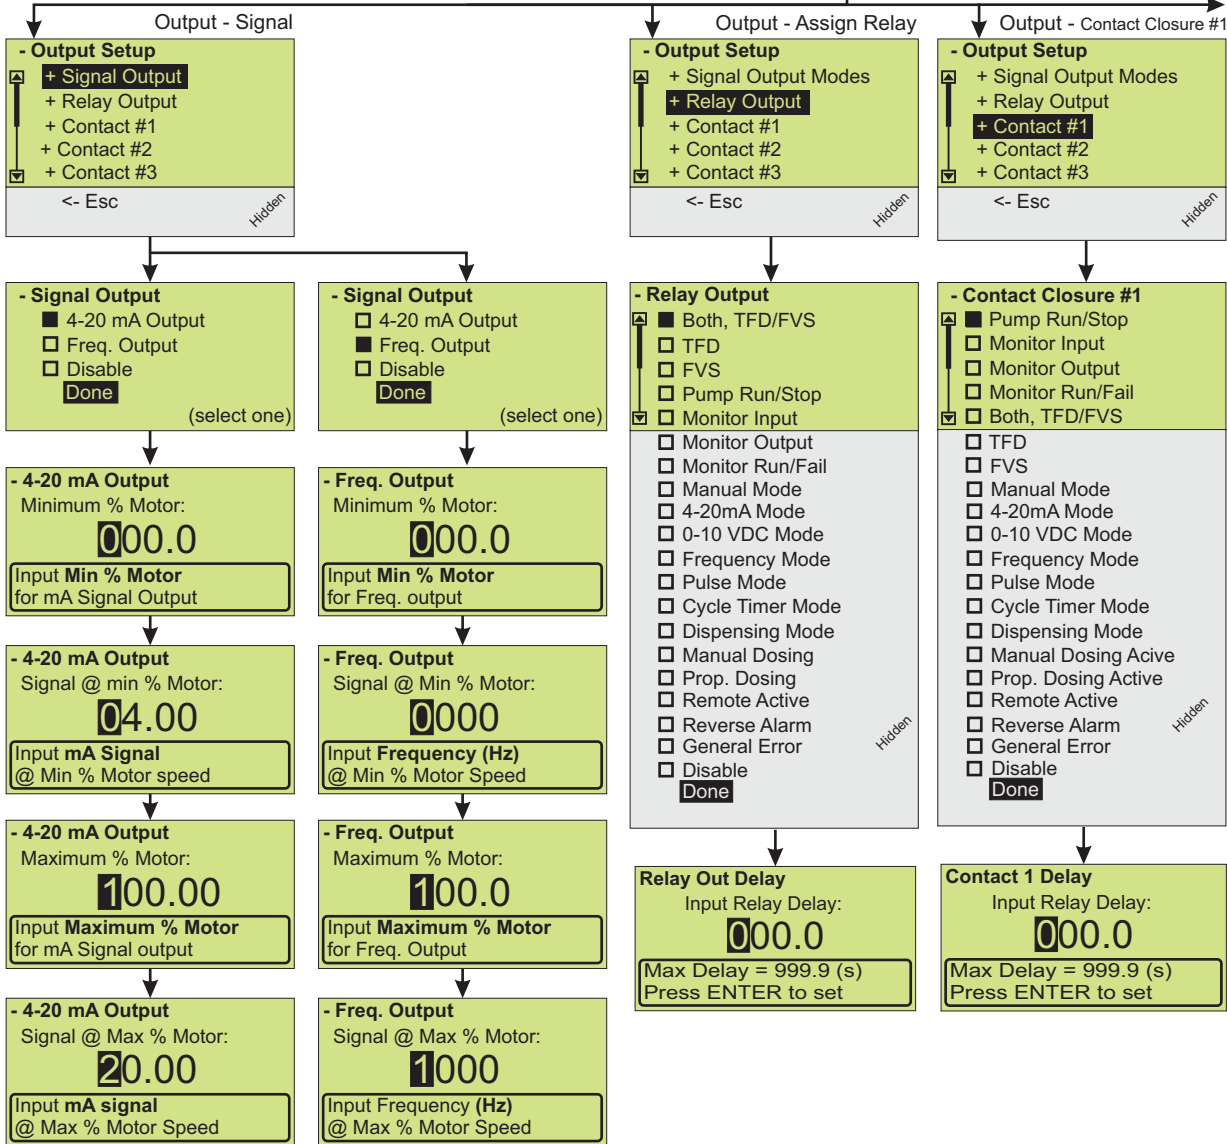 Output - Signal
- Output Setup
+ Signal Output
+ Relay Output
+ Contact #1
+ Contact #2
+ Contact #3
<- Esc
Hidden
- Signal Output
4-20 mA Output
Freq. Output
Disable
Done
(select one)
- 4-20 mA Output
Minimum % Motor:
000.0
Input Min % Motor
for mA Signal Output
- 4-20 mA Output
Signal @ min % Motor:
04.00
Input mA Signal
@ Min % Motor speed
- 4-20 mA Output
Maximum % Motor:
100.00
Input Maximum % Motor
for mA Signal output
- 4-20 mA Output
Signal @ Max % Motor:
20.00
Input mA signal
@ Max % Motor Speed
- Signal Output
4-20 mA Output
Freq. Output
Disable
Done
(select one)
- Freq. Output
Minimum % Motor:
000.0
Input Min % Motor
for Freq. output
- Freq. Output
Signal @ Min % Motor:
0000
Input Frequency (Hz)
@ Min % Motor Speed
- Freq. Output
Maximum % Motor:
100.0
Input Maximum % Motor
for Freq. Output
- Freq. Output
Signal @ Max % Motor:
1000
Input Frequency (Hz)
@ Max % Motor Speed
Output - Assign Relay
- Output Setup
+ Signal Output Modes
+ Relay Output
+ Contact #1
+ Contact #2
+ Contact #3
<- Esc
Hidden
- Relay Output
Both, TFD/FVS
TFD
FVS
Pump Run/Stop
Monitor Input
Monitor Output
Monitor Run/Fail
Manual Mode
4-20mA Mode
0-10 VDC Mode
Frequency Mode
Pulse Mode
Cycle Timer Mode
Dispensing Mode
Manual Dosing
Prop. Dosing
Remote Active
Reverse Alarm
General Error
Disable
Done
Hidden
Relay Out Delay
Input Relay Delay:
000.0
Max Delay = 999.9 (s)
Press ENTER to set
Output - Contact Closure #1
- Output Setup
+ Signal Output Modes
+ Relay Output
+ Contact #1
+ Contact #2
+ Contact #3
<- Esc
Hidden
- Contact Closure #1
Pump Run/Stop
Monitor Input
Monitor Output
Monitor Run/Fail
Both, TFD/FVS
TFD
FVS
Manual Mode
4-20mA Mode
0-10 VDC Mode
Frequency Mode
Pulse Mode
Cycle Timer Mode
Dispensing Mode
Manual Dosing Acive
Prop. Dosing Active
Remote Active
Reverse Alarm
General Error
Disable
Done
Hidden
Contact 1 Delay
Input Relay Delay:
000.0
Max Delay = 999.9 (s)
Press ENTER to set